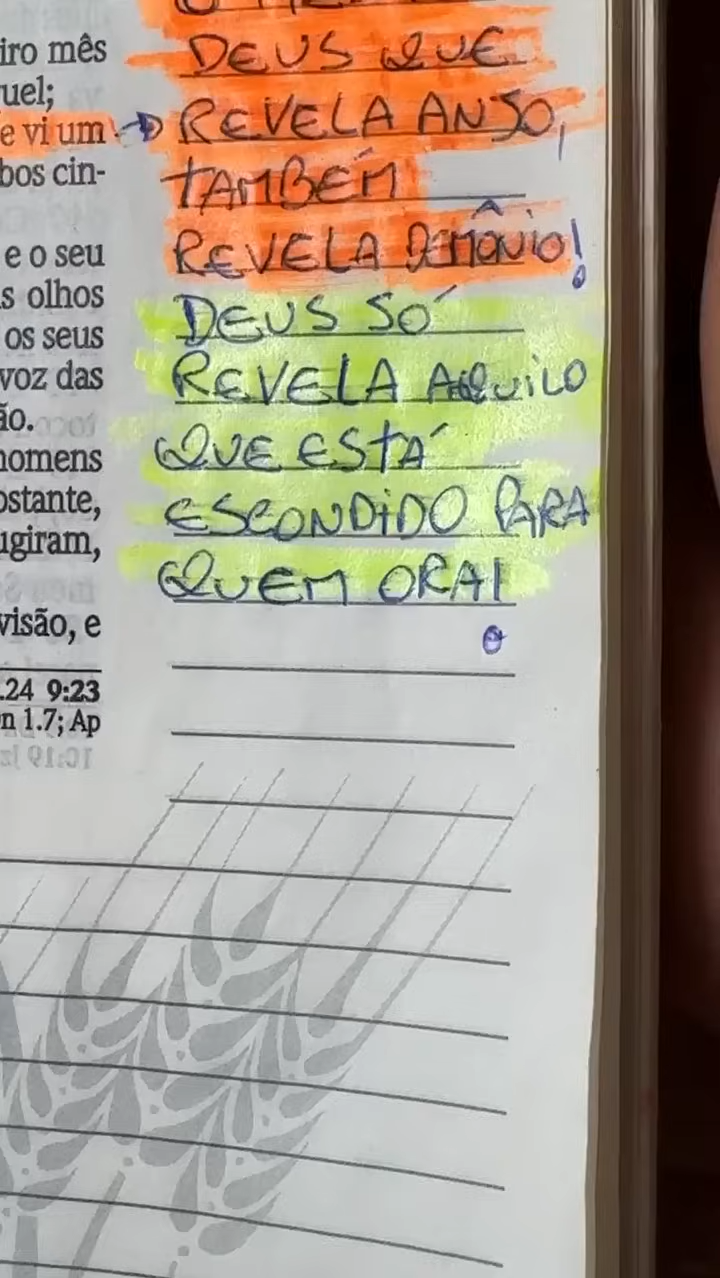 DEUS QUE
REVELA ANJO,
TAMBÉM
REVELA DEMÔNIO!
DEUS SÓ
REVELA AQUILO
QUE ESTÁ
ESCONDIDO PARA
QUEM ORA!
iro mês
uel;
e vi um
bos cin-
e o seu
s olhos
os seus
voz das
ão.
homens
ostante,
ugiram,
visão, e
.24 9:23
n 1.7; Ap